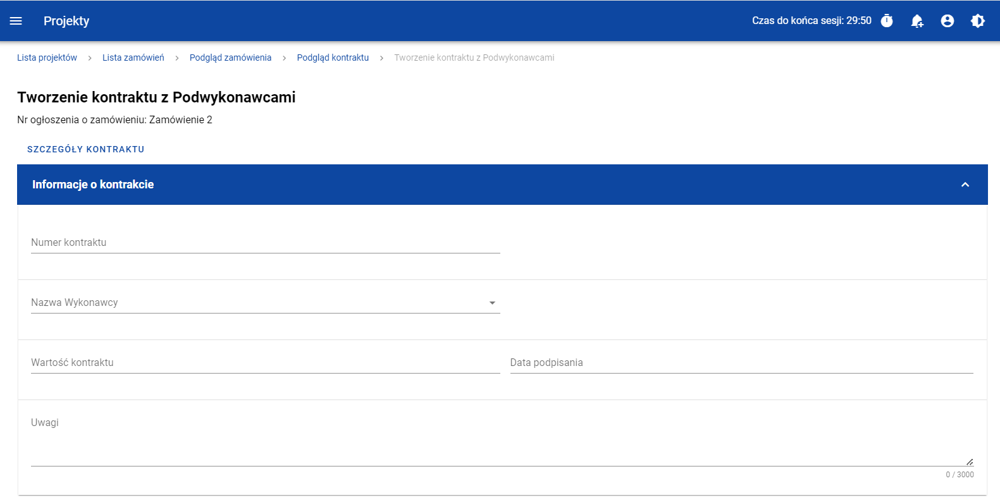 Projekty
Czas do końca sesji: 29:50
Lista projektów > Lista zamówień > Podgląd zamówienia > Podgląd kontraktu > Tworzenie kontraktu z Podwykonawcami
Tworzenie kontraktu z Podwykonawcami
Nr ogłoszenia o zamówieniu: Zamówienie 2
SZCZEGÓŁY KONTRAKTU
Informacje o kontrakcie
Numer kontraktu
Nazwa Wykonawcy
Wartość kontraktu
Data podpisania
Uwagi
0 / 3000